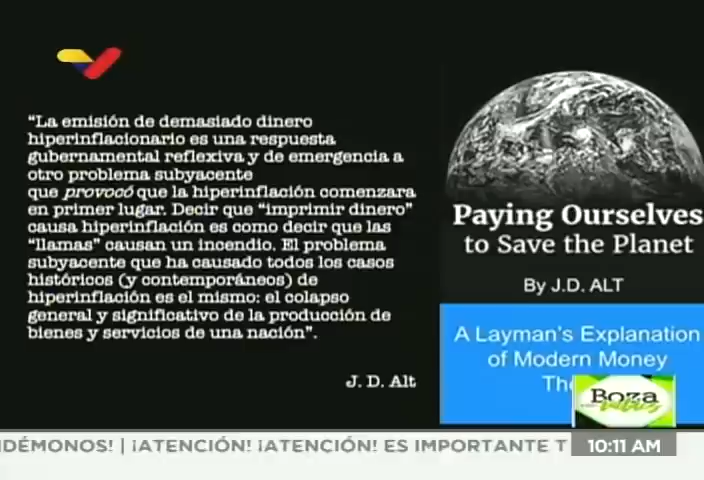 “La emisión de demasiado dinero
hiperinflacionario es una respuesta
gubernamental reflexiva y de emergencia a
otro problema subyacente
que provocó que la hiperinflación comenzara
en primer lugar. Decir que “imprimir dinero”
causa hiperinflación es como decir que las
“llamas” causan un incendio. El problema
subyacente que ha causado todos los casos
históricos (y contemporáneos) de
hiperinflación es el mismo: el colapso
general y significativo de la producción de
bienes y servicios de una nación”.
J. D. Alt
Paying Ourselves
to Save the Planet
By J.D. ALT
A Layman’s Explanation
of Modern Money
The
Boza
NDÉMONOS! | ¡ATENCIÓN! ¡ATENCIÓN! ES IMPORTANTE T
10:11 AM